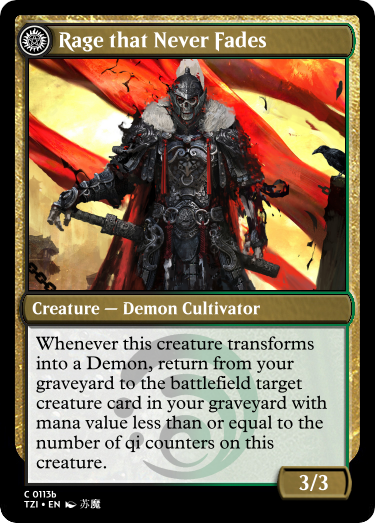 Rage that Never Fades
Creature — Demon Cultivator
Whenever this creature transforms
into a Demon, return from your
graveyard to the battlefield target
creature card in your graveyard with
mana value less than or equal to the
number of qi counters on this
creature.
3/3
C 0113b
TZI • EN 苏魔